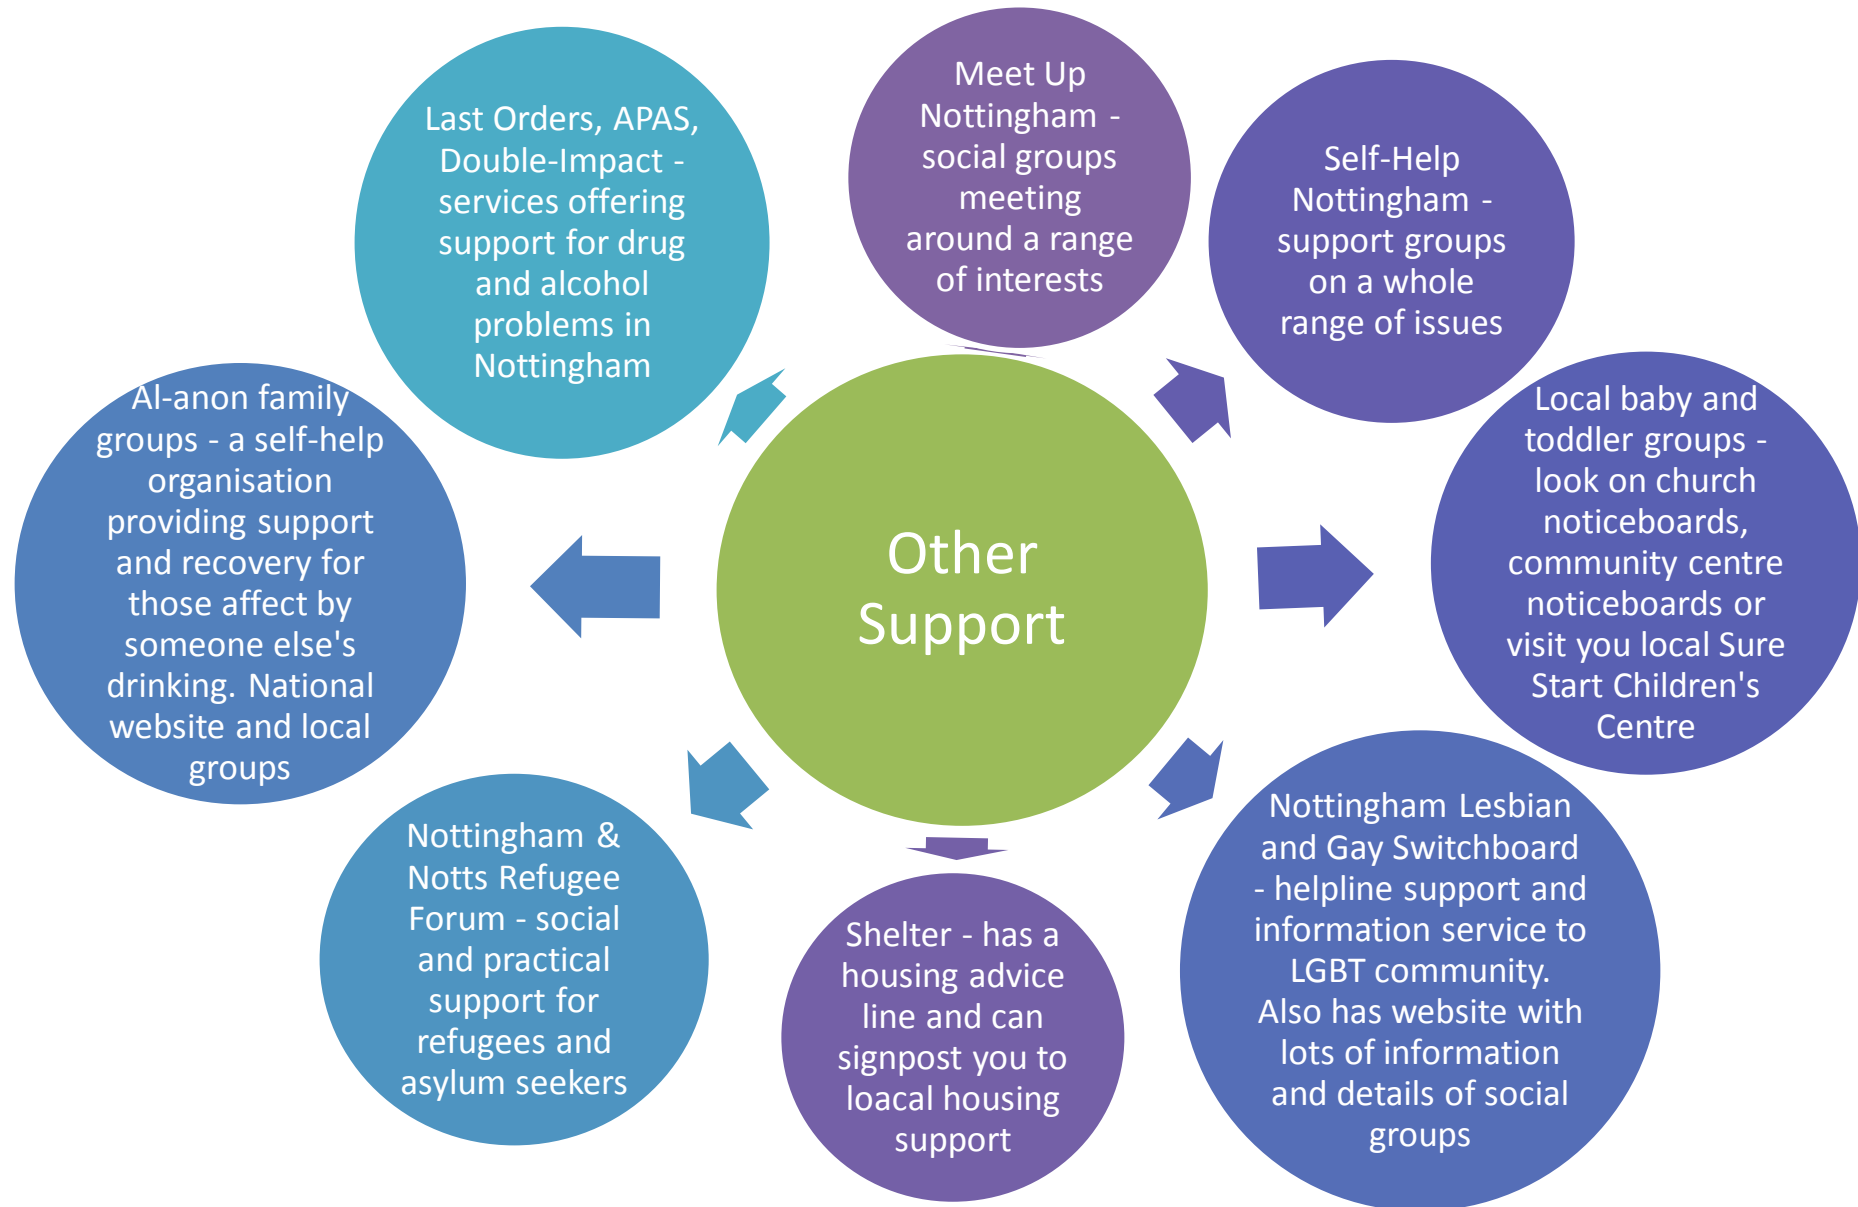 Other
Support
Meet Up
Nottingham -
social groups
meeting
around a range
of interests
Self-Help
Nottingham -
support groups
on a whole
range of issues
Local baby and
toddler groups -
look on church
noticeboards,
community centre
noticeboards or
visit you local Sure
Start Children's
Centre
Nottingham Lesbian
and Gay Switchboard
- helpline support and
information service to
LGBT community.
Also has website with
lots of information
and details of social
groups
Shelter - has a
housing advice
line and can
signpost you to
loacal housing
support
Nottingham &
Notts Refugee
Forum - social
and practical
support for
refugees and
asylum seekers
Al-anon family
groups - a self-help
organisation
providing support
and recovery for
those affect by
someone else's
drinking. National
website and local
groups
Last Orders, APAS,
Double-Impact -
services offering
support for drug
and alcohol
problems in
Nottingham